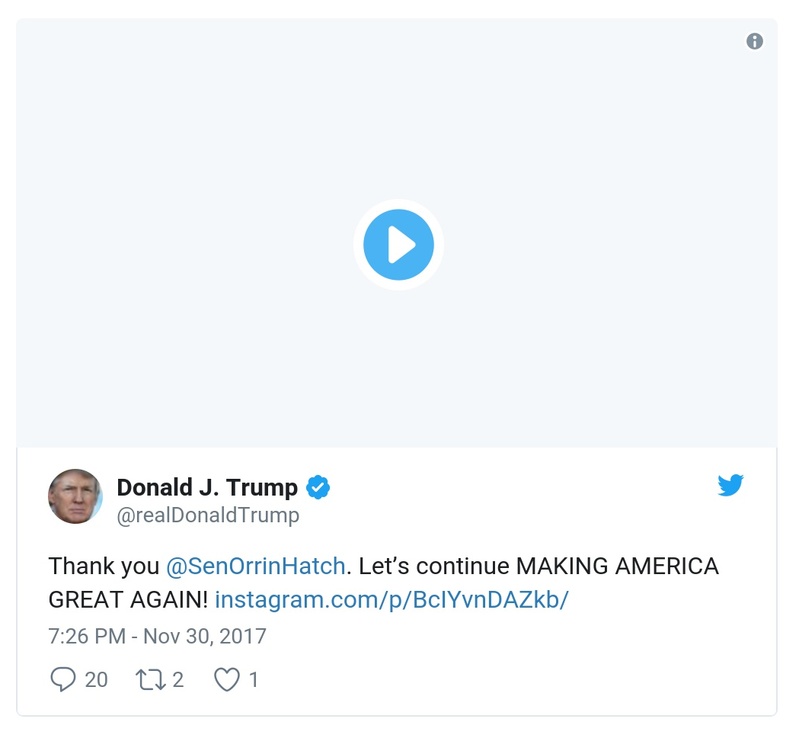 Donald J. Trump
@realDonaldTrump
Thank you @SenOrrinHatch. Let’s continue MAKING AMERICA
GREAT AGAIN! instagram.com/p/BclYvnDAZkb/
7:26 PM - Nov 30, 2017
20 2 1